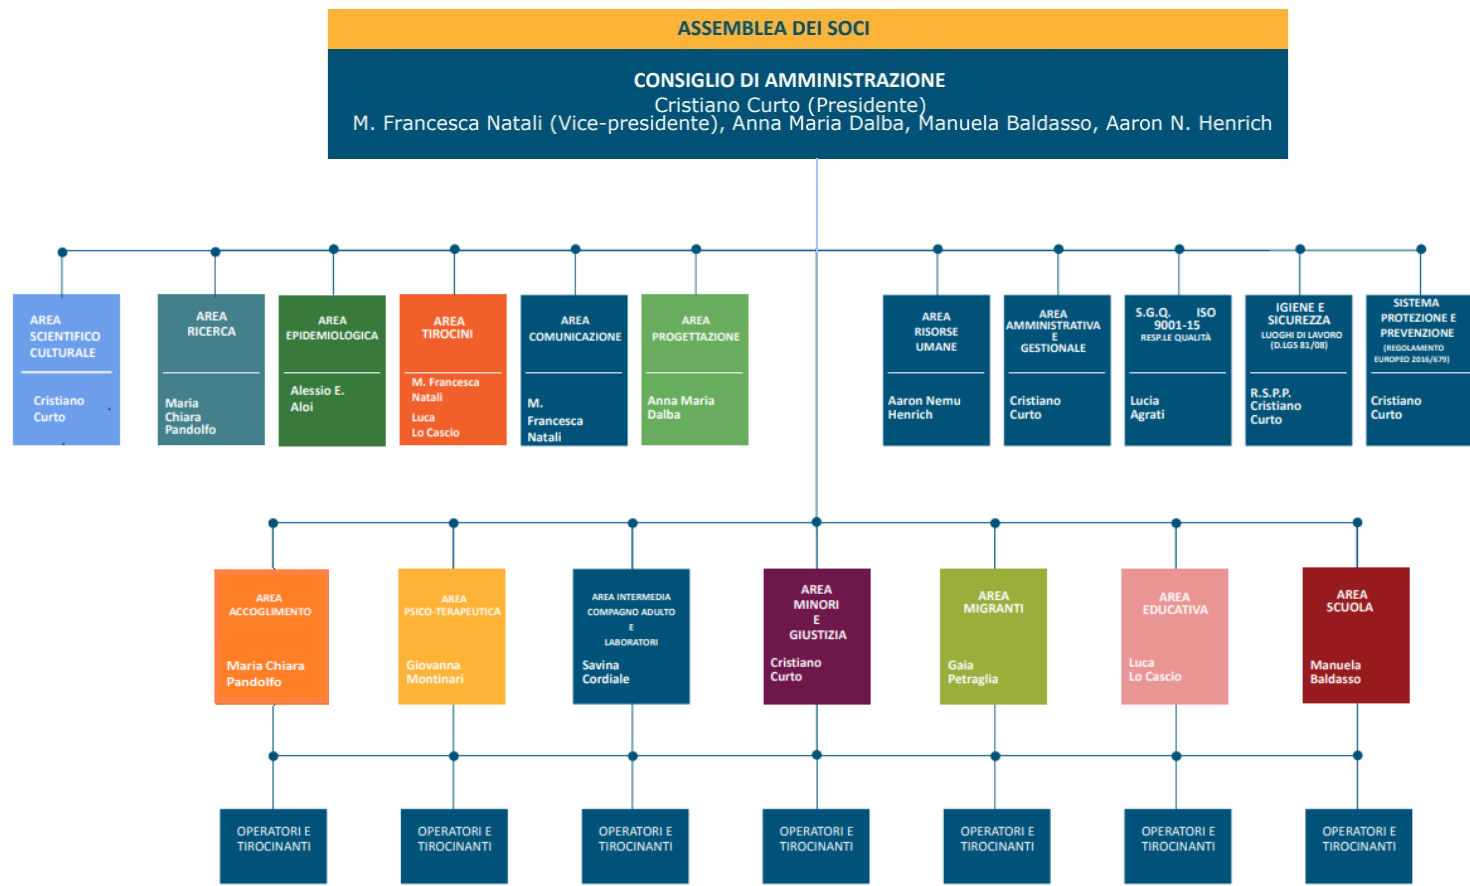 ASSEMBLEA DEI SOCI
CONSIGLIO DI AMMINISTRAZIONE
Cristiano Curto (Presidente)
M. Francesca Natali (Vice-presidente), Anna Maria Dalba, Manuela Baldasso, Aaron N. Henrich
AREA
SCIENTIFICO
CULTURALE
Cristiano
Curto
AREA
RICERCA
Maria
Chiara
Pandolfo
AREA
EPIDEMIOLOGICA
Alessio E.
Aloi
AREA
TIROCINI
M. Francesca
Natali
Luca
Lo Cascio
AREA
COMUNICAZIONE
M.
Francesca
Natali
AREA
PROGETTAZIONE
Anna Maria
Dalba
AREA
RISORSE
UMANE
Aaron Nemu
Henrich
AREA
AMMINISTRATIVA
E
GESTIONALE
Cristiano
Curto
S.G.Q. ISO
9001-15
RESP.LE QUALITÀ
Lucia
Agrati
IGIENE E
SICUREZZA
LUOGHI DI LAVORO
(D.LGS 81/08)
R.S.P.P.
Cristiano
Curto
SISTEMA
PROTEZIONE E
PREVENZIONE
(REGOLAMENTO
EUROPEO 2016/679)
Cristiano
Curto
AREA
ACCOGLIMENTO
Maria Chiara
Pandolfo
AREA
PSICO-TERAPEUTICA
Giovanna
Montinari
AREA INTERMEDIA
COMPAGNO ADULTO
E
LABORATORI
Savina
Cordiale
AREA
MINORI
E
GIUSTIZIA
Cristiano
Curto
AREA
MIGRANTI
Gaia
Petraglia
AREA
EDUCATIVA
Luca
Lo Cascio
AREA
SCUOLA
Manuela
Baldasso
OPERATORI E
TIROCINANTI
OPERATORI E
TIROCINANTI
OPERATORI E
TIROCINANTI
OPERATORI E
TIROCINANTI
OPERATORI E
TIROCINANTI
OPERATORI E
TIROCINANTI
OPERATORI E
TIROCINANTI